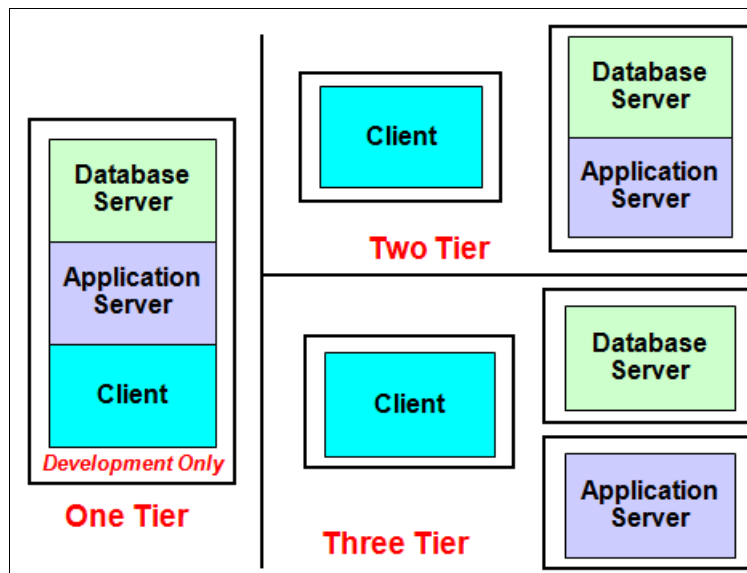 Database
Server
Application
Server
Client
Development Only
One Tier
Client
Database
Server
Application
Server
Two Tier
Client
Database
Server
Application
Server
Three Tier